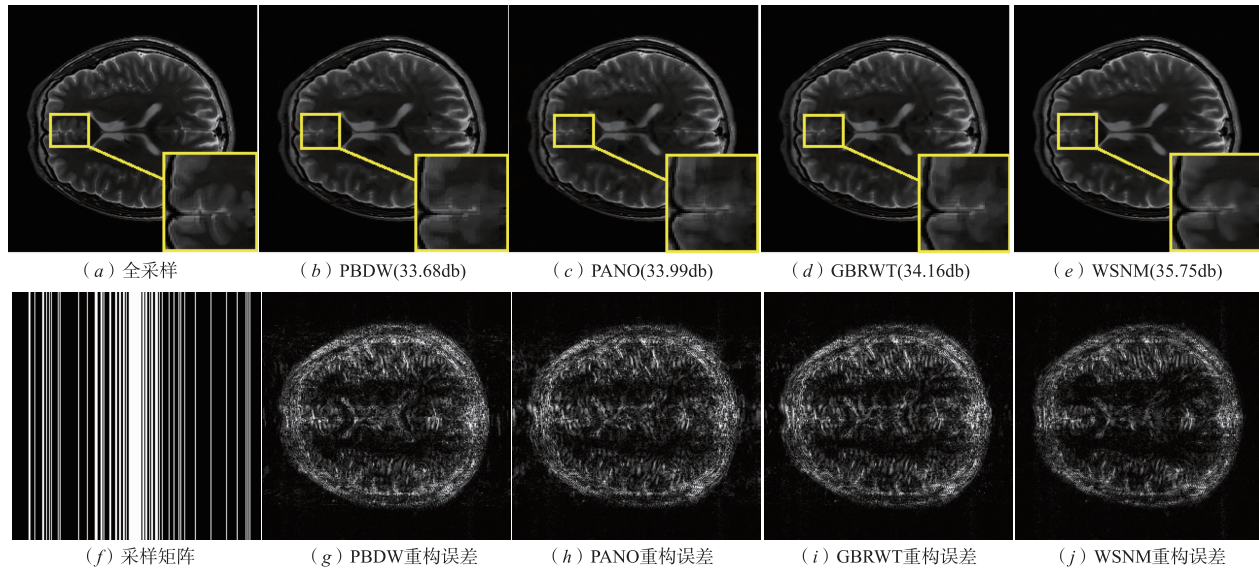 (a)全采样
(b)PBDW(33.68db)
(c)PANO(33.99db)
(d)GBRWT(34.16db)
(e)WSNM(35.75db)
(f)采样矩阵
(g)PBDW重构误差
(h)PANO重构误差
(i)GBRWT重构误差
(j)WSNM重构误差